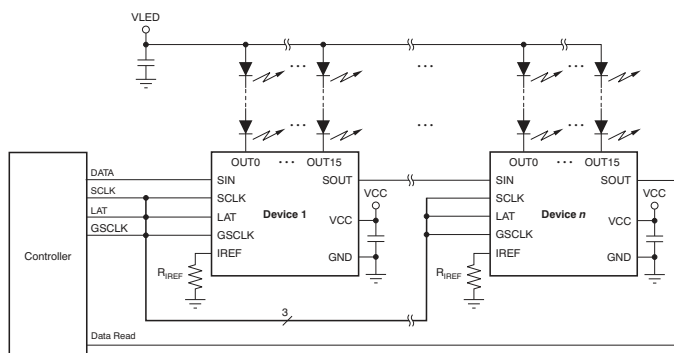 VLED
... ...
...
... ...
...
OUT0 ... OUT15
OUT0 ... OUT15
Controller
DATA
SCLK
LAT
GSCLK
SIN
SCLK
LAT
GSCLK
IREF
Device 1
SOUT
VCC
GND
VCC
RIREF
SIN
SCLK
LAT
GSCLK
IREF
Device n
SOUT
VCC
GND
VCC
RIREF
3
Data Read